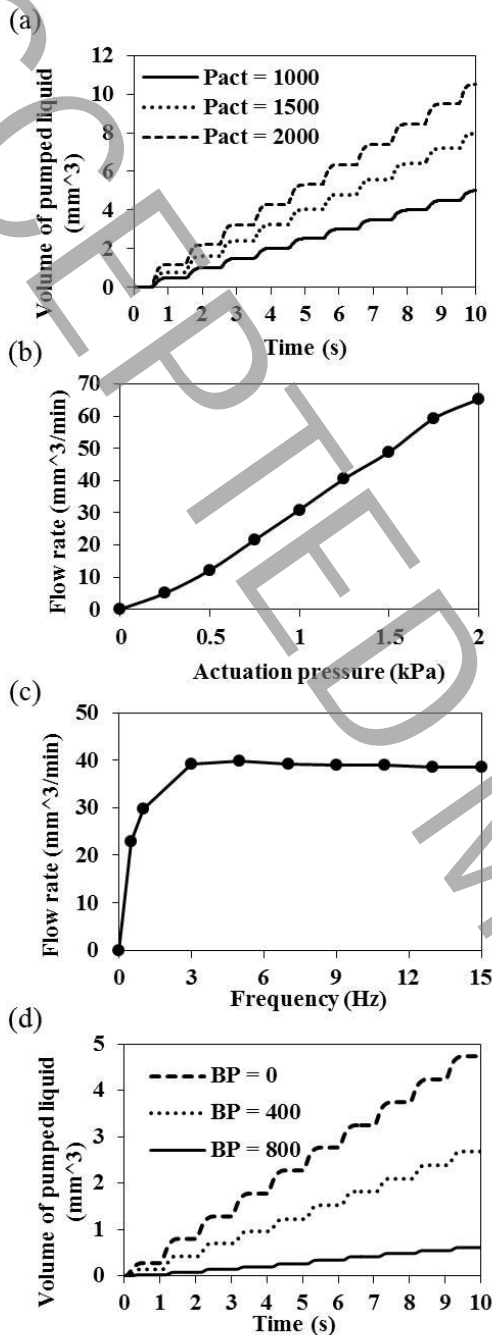 (a)
Volume of pumped liquid
(mm^3)
12
10
8
6
4
2
0
Pact = 1000
Pact = 1500
Pact = 2000
0 1 2 3 4 5 6 7 8 9 10
Time (s)
(b)
Flow rate (mm^3/min)
70
60
50
40
30
20
10
0
0 0.5 1 1.5 2
Actuation pressure (kPa)
(c)
Flow rate (mm^3/min)
50
40
30
20
10
0
0 3 6 9 12 15
Frequency (Hz)
(d)
Volume of pumped liquid
(mm^3)
5
4
3
2
1
0
BP = 0
BP = 400
BP = 800
0 1 2 3 4 5 6 7 8 9 10
Time (s)